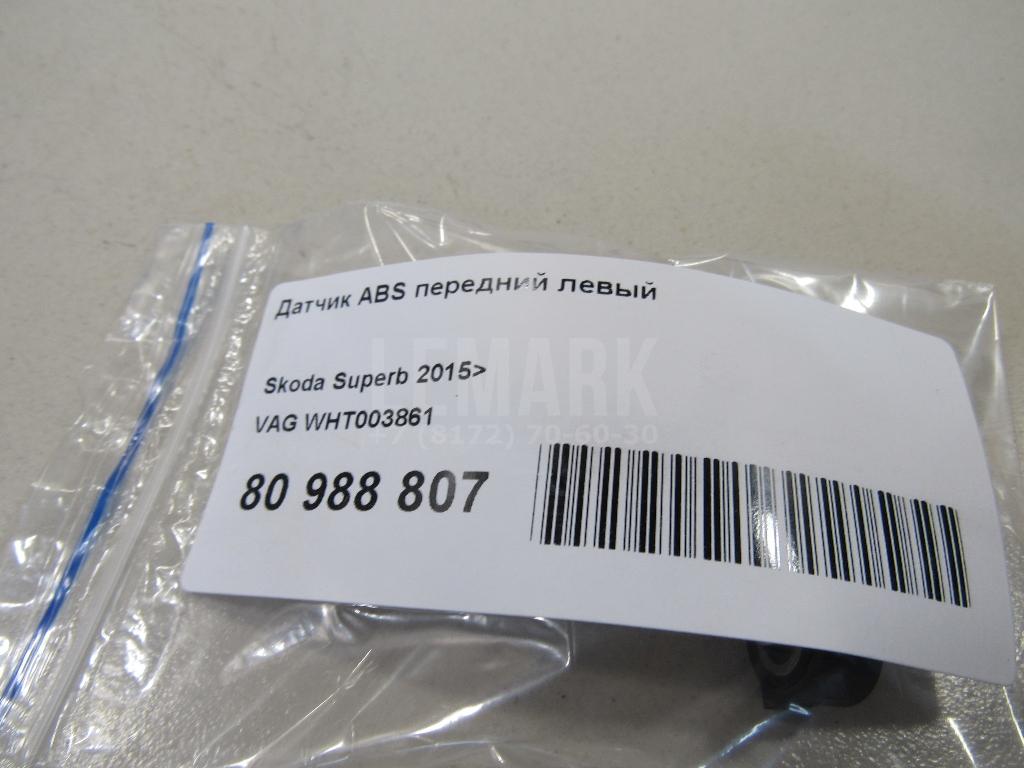 Датчик ABS передний левый
LEMARK
Skoda Superb 2015>
VAG WHT003861
+7 (8172) 70-60-30
80 988 807